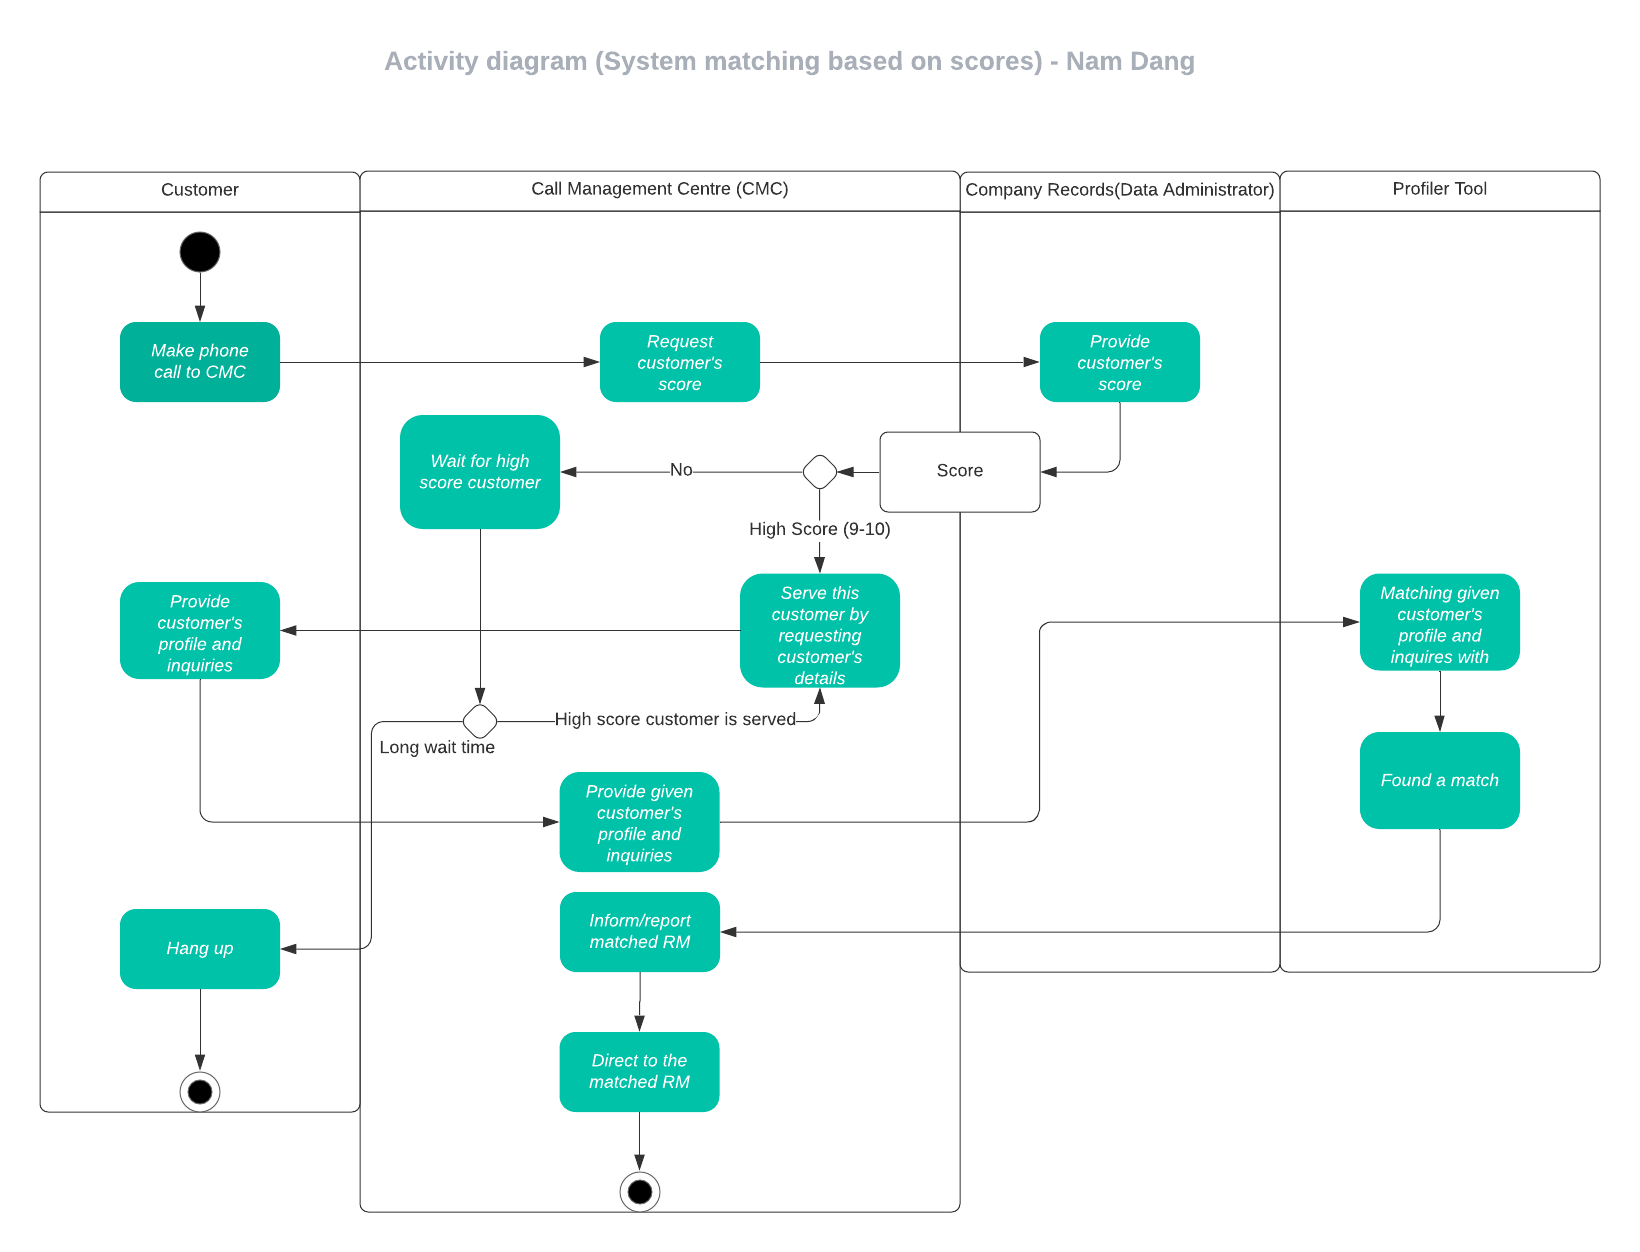 Activity diagram (System matching based on scores) - Nam Dang
Customer
Call Management Centre (CMC)
Company Records(Data Administrator)
Profiler Tool
Make phone
call to CMC
Request
customer's
score
Provide
customer's
score
Wait for high
score customer
No
Score
High Score (9-10)
Provide
customer's
profile and
inquiries
Serve this
customer by
requesting
customer's
details
Matching given
customer's
profile and
inquires with
High score customer is served
Long wait time
Provide given
customer's
profile and
inquiries
Found a match
Inform/report
matched RM
Hang up
Direct to the
matched RM